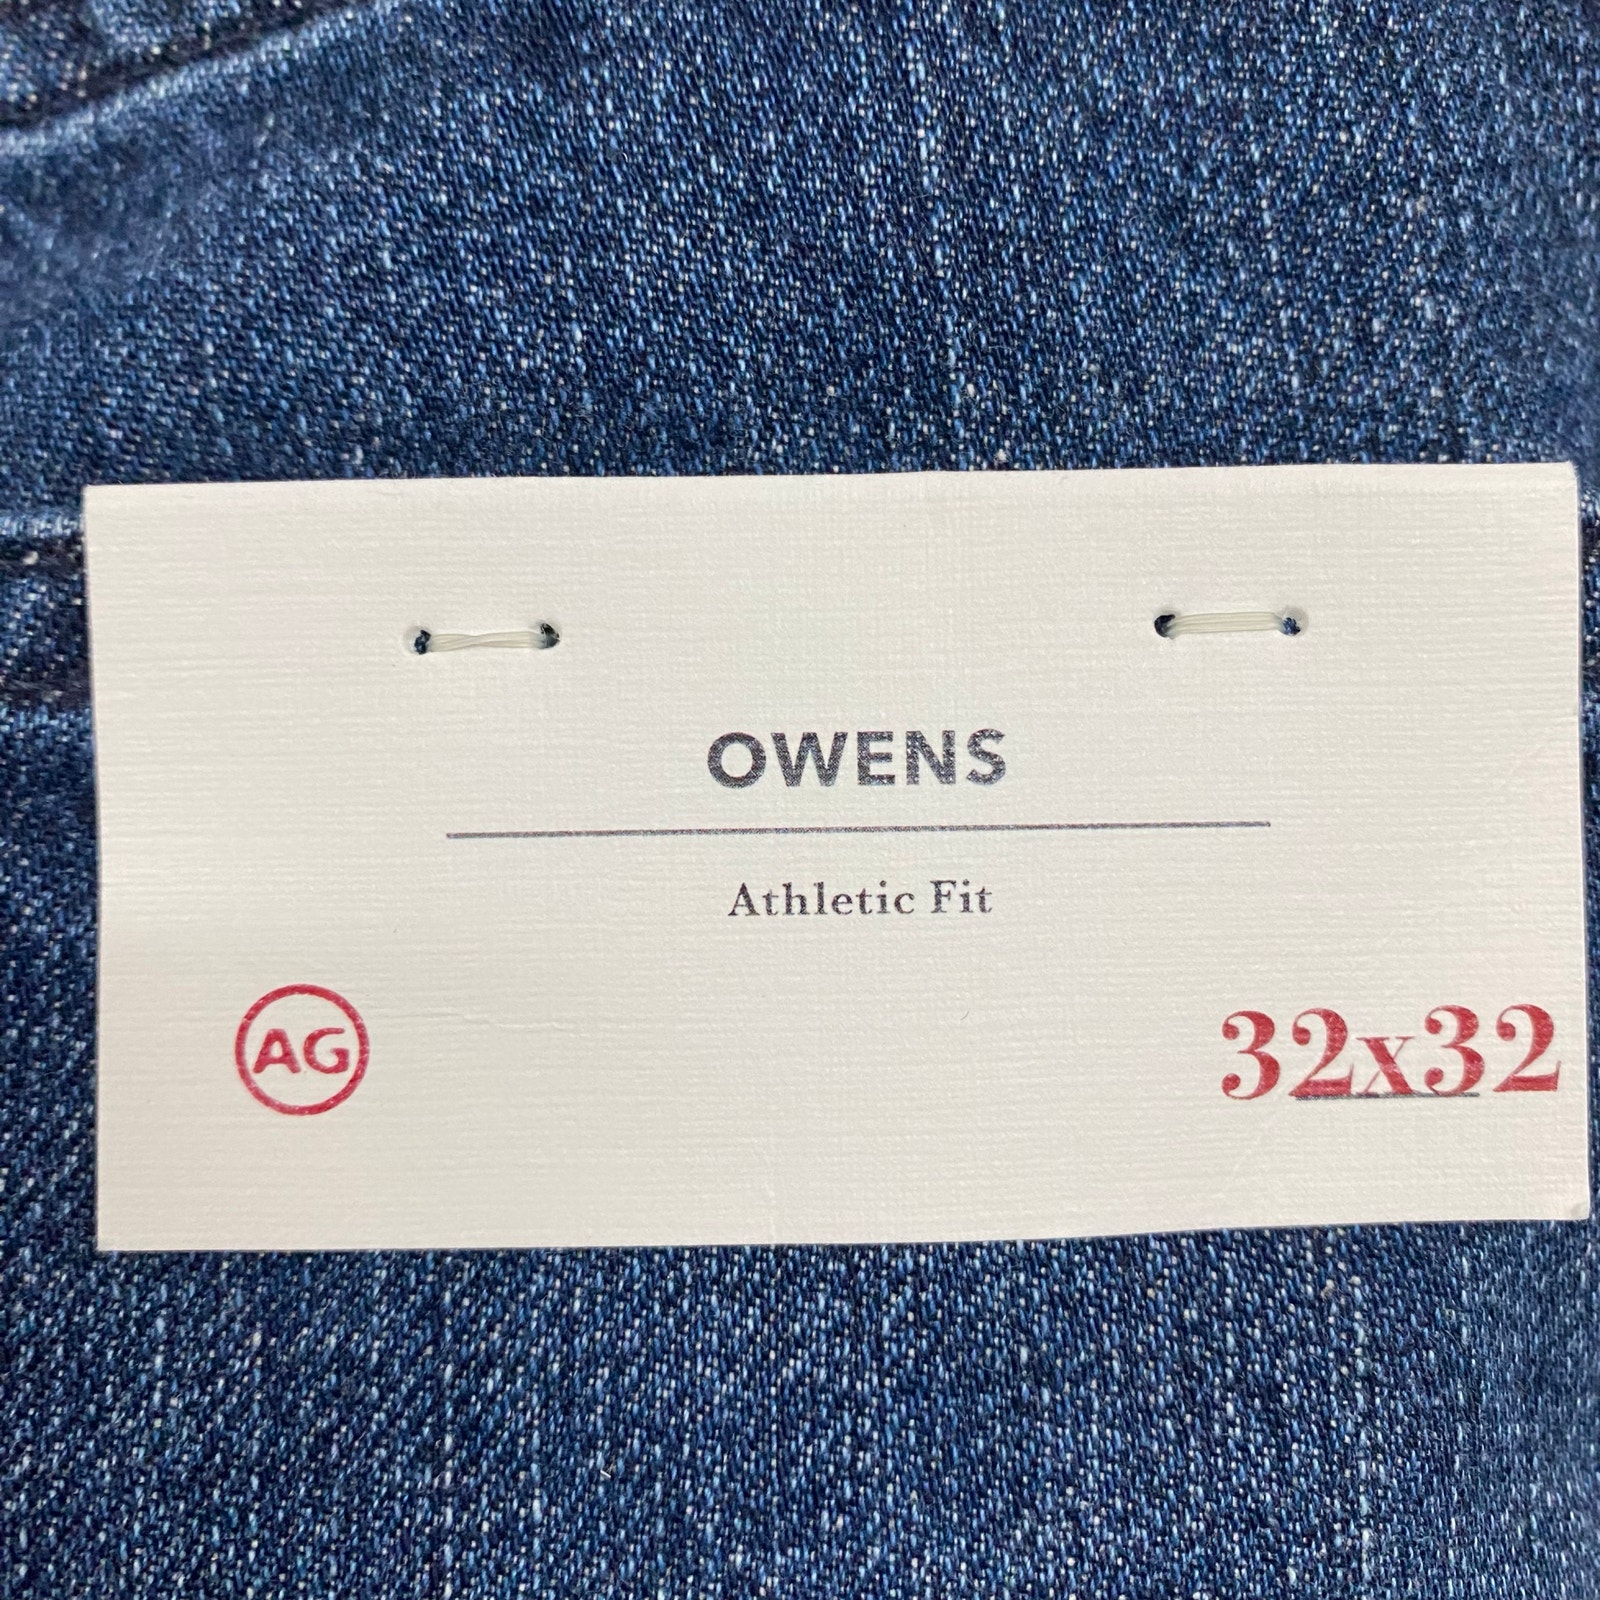 OWENS
Athletic Fit
AG
32x32